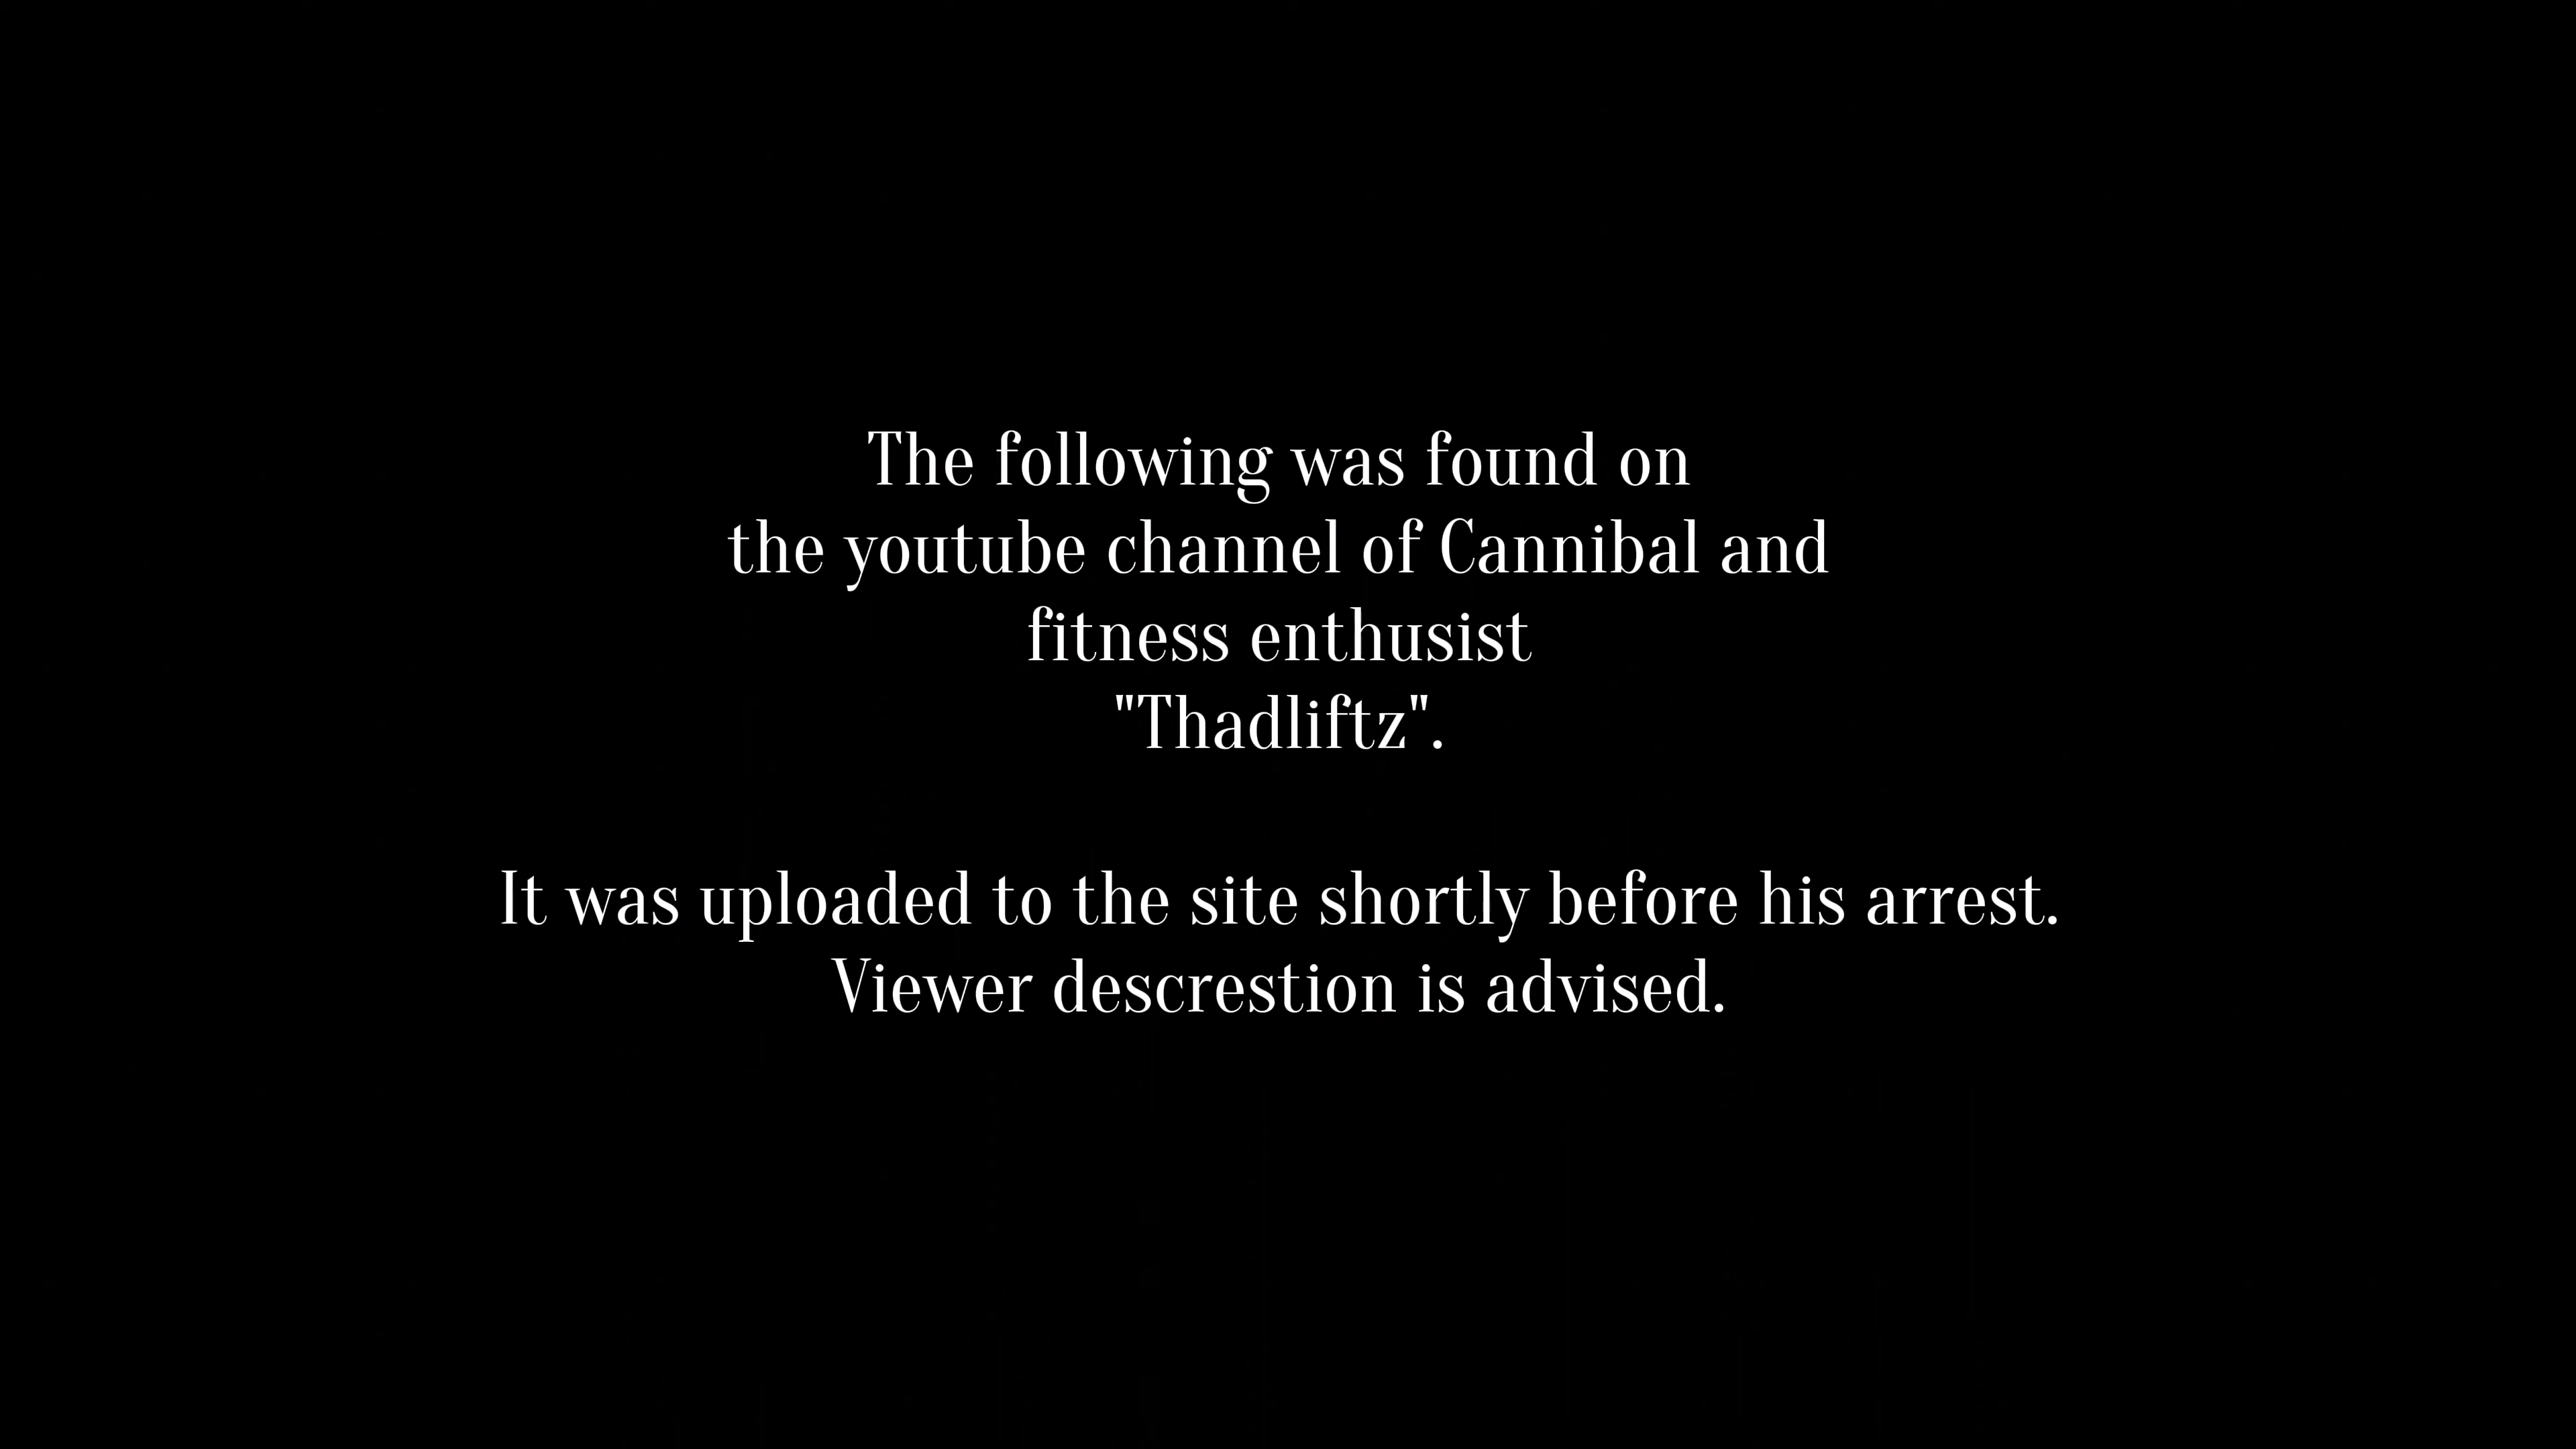 The following was found on
the youtube channel of Cannibal and
fitness enthusist
"Thadliftz".
It was uploaded to the site shortly before his arrest.
Viewer descrestion is advised.